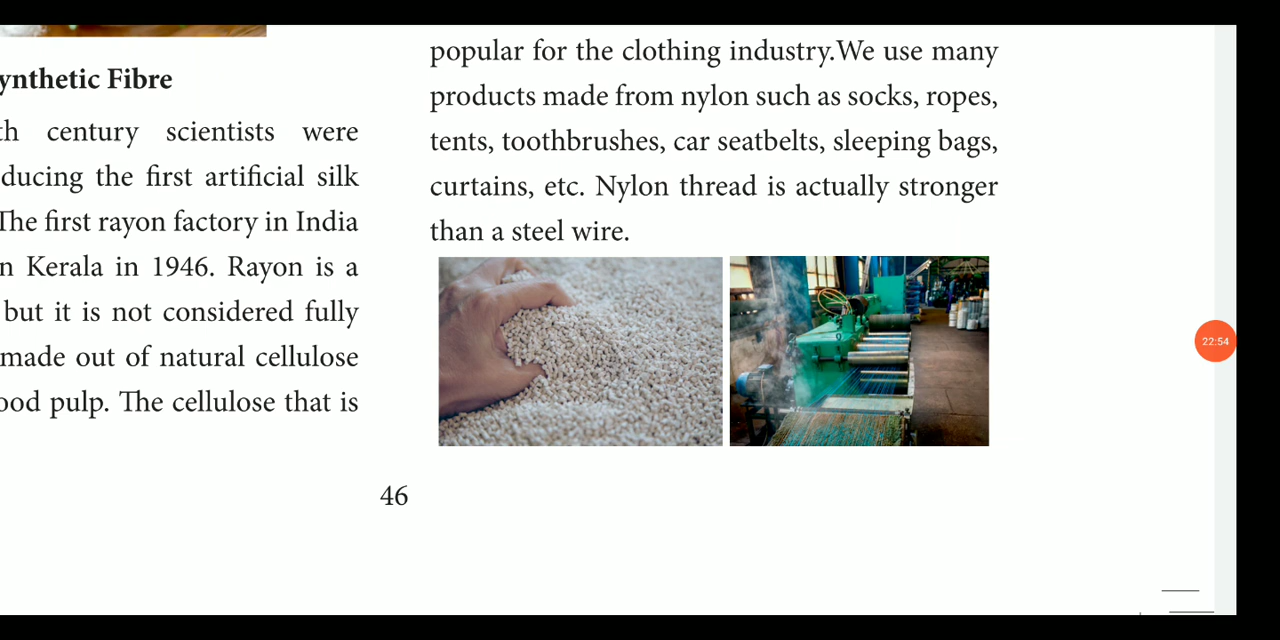 ynthetic Fibre
th century scientists were
ducing the first artificial silk
The first rayon factory in India
n Kerala in 1946. Rayon is a
but it is not considered fully
made out of natural cellulose
ood pulp. The cellulose that is
popular for the clothing industry.We use many
products made from nylon such as socks, ropes,
tents, toothbrushes, car seatbelts, sleeping bags,
curtains, etc. Nylon thread is actually stronger
than a steel wire.
46
22:54